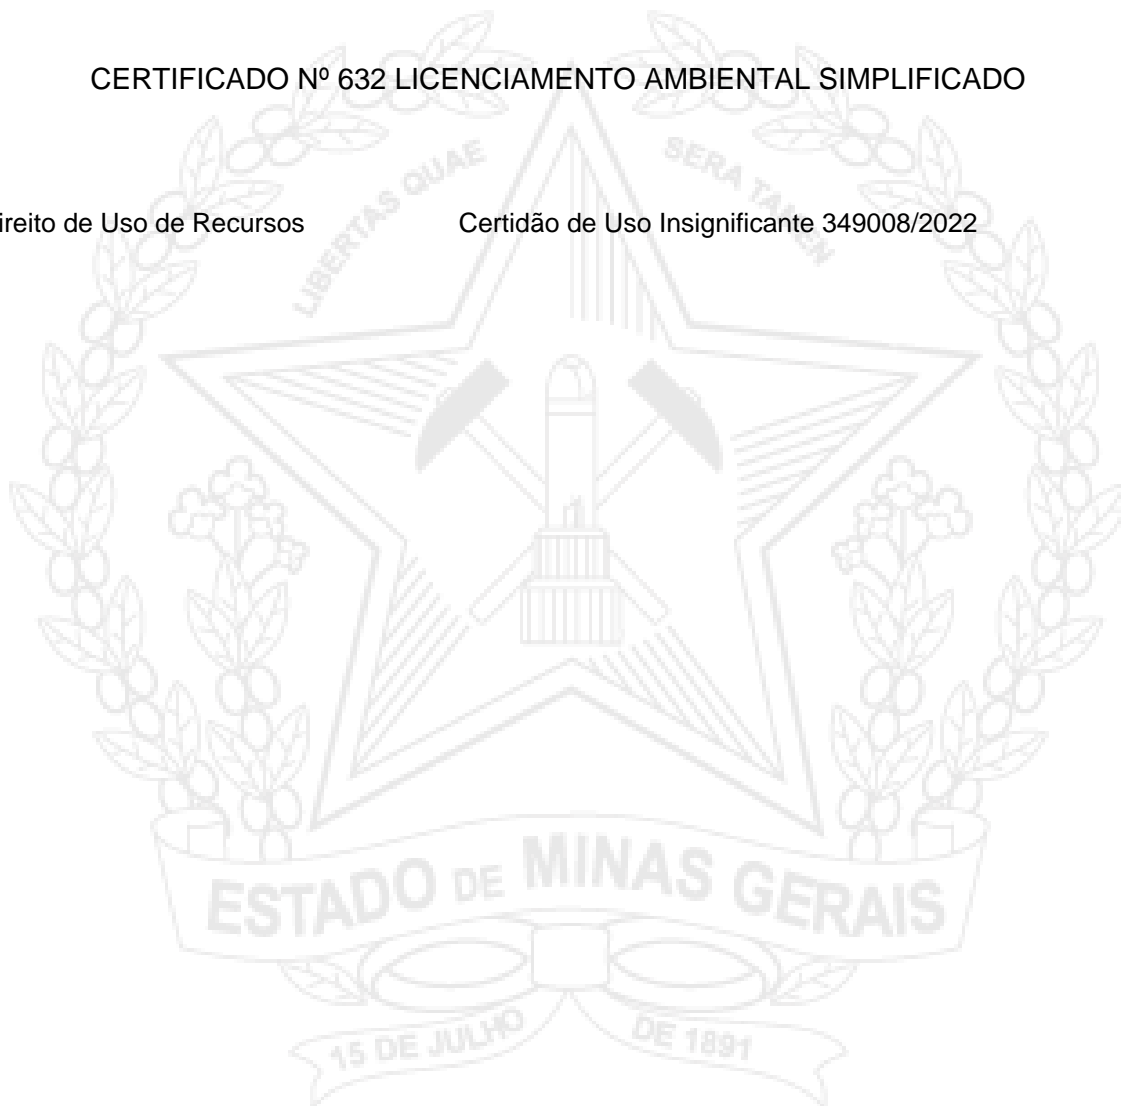 CERTIFICADO Nº 632 LICENCIAMENTO AMBIENTAL SIMPLIFICADO
LIBERTAS QUAE SERA TAMEN
ireito de Uso de Recursos Certidão de Uso Insignificante 349008/2022
ESTADO DE MINAS GERAIS
15 DE JULHO DE 1891